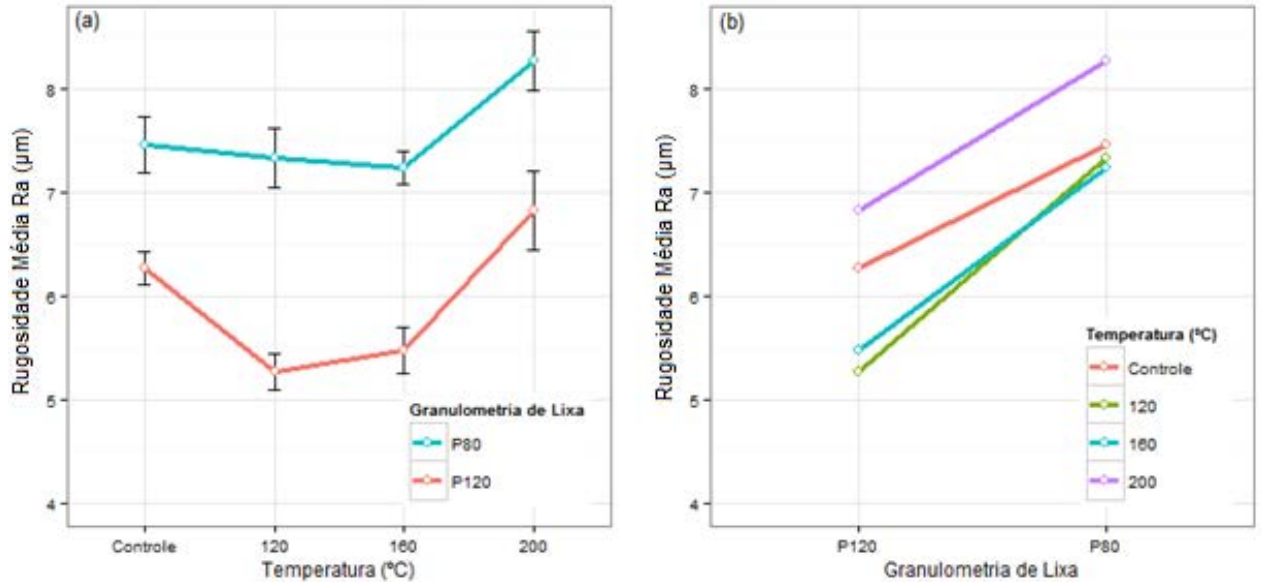 (a)
Rugosidade Média Ra (µm)
8
7
6
5
4
Granulometria de Lixa
P80
P120
Controle 120 160 200
Temperatura (ºC)
(b)
Rugosidade Média Ra (µm)
8
7
6
5
4
Temperatura (ºC)
Controle
120
160
200
P120 P80
Granulometria de Lixa